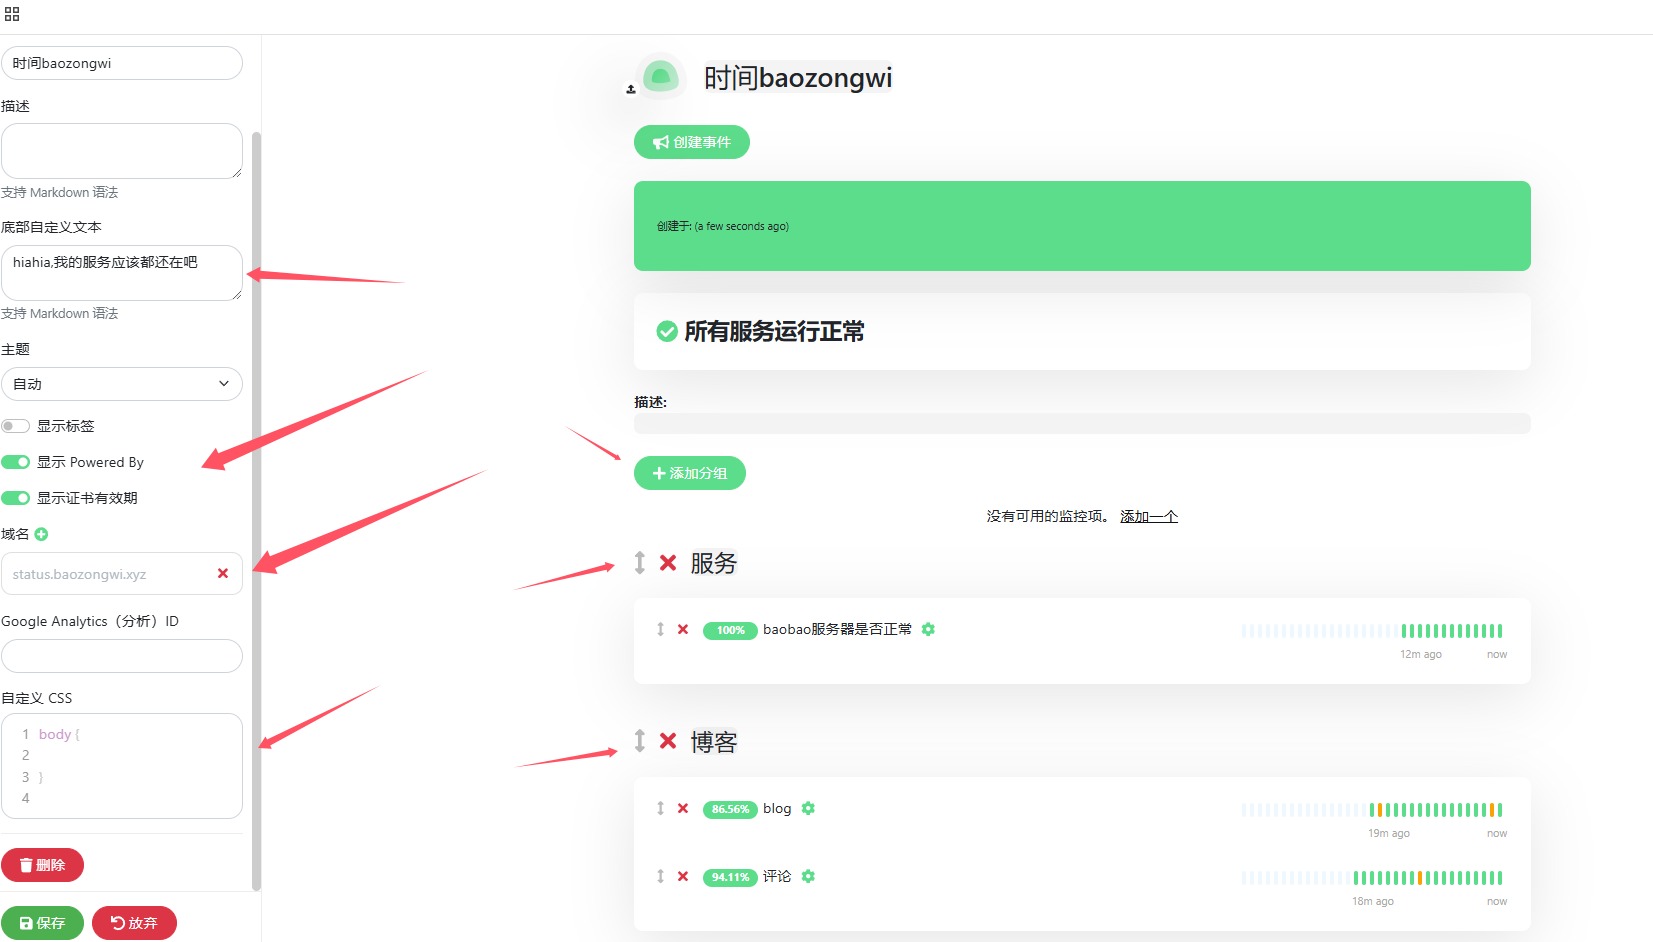 时间baozongwi
描述
支持 Markdown 语法
底部自定义文本
hiahia,我的服务应该都还在吧
支持 Markdown 语法
主题
自动
显示标签
显示 Powered By
显示证书有效期
域名
status.baozongwi.xyz
Google Analytics（分析）ID
自定义 CSS
1 body {
2
3 }
4
删除
保存 放弃
时间baozongwi
创建事件
创建于: (a few seconds ago)
所有服务运行正常
描述:
添加分组
没有可用的监控项。 添加一个
服务
100% baobao服务器是否正常
12m ago now
博客
86.56% blog
19m ago now
94.11% 评论
18m ago now